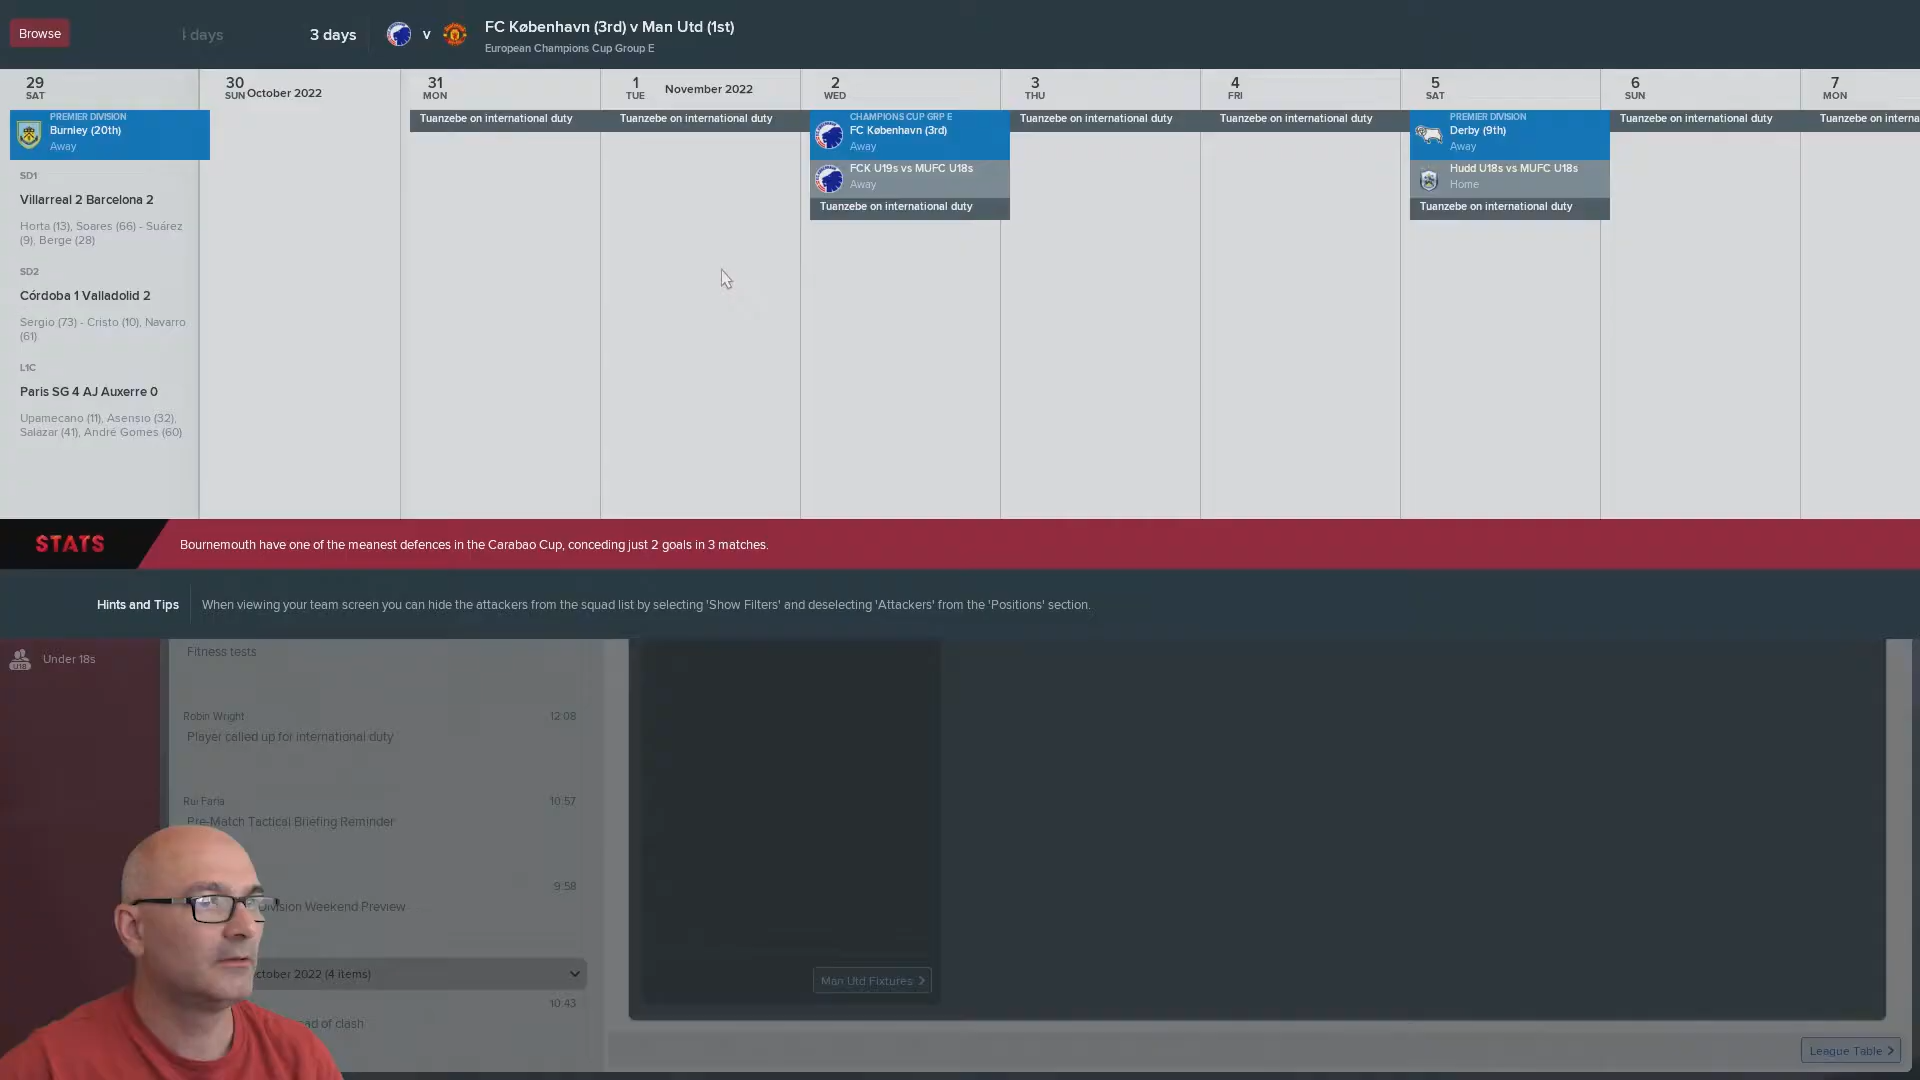 Browse
days
3 days
v
FC København (3rd) v Man Utd (1st)
European Champions Cup Group E
29
SAT
30
SUN
October 2022
31
MON
1
TUE
November 2022
2
WED
3
THU
4
FRI
5
SAT
6
SUN
7
MON
PREMIER DIVISION
Burnley (20th)
Away
SD1
Villarreal 2 Barcelona 2
Horta (13), Soares (66) - Suárez
(9), Berge (28)
SD2
Córdoba 1 Valladolid 2
Sergio (73) - Cristo (10), Navarro
(61)
L1C
Paris SG 4 AJ Auxerre 0
Upamecano (11), Asensio (32),
Salazar (41), André Gomes (60)
Tuanzebe on international duty
Tuanzebe on international duty
CHAMPIONS CUP GRP E
FC København (3rd)
Away
FCK U19s vs MUFC U18s
Away
Tuanzebe on international duty
Tuanzebe on international duty
Tuanzebe on international duty
PREMIER DIVISION
Derby (9th)
Away
Hudd U18s vs MUFC U18s
Home
Tuanzebe on international duty
Tuanzebe on international duty
Tuanzebe on interna
STATS
Bournemouth have one of the meanest defences in the Carabao Cup, conceding just 2 goals in 3 matches.
Hints and Tips
When viewing your team screen you can hide the attackers from the squad list by selecting 'Show Filters' and deselecting 'Attackers' from the 'Positions' section.
U18
Under 18s
Fitness tests
Robin Wright
12:08
Player called up for international duty
Rui Faria
10:57
Pre-Match Tactical Briefing Reminder
9:58
Division Weekend Preview
ctober 2022 (4 items)
10:43
ad of clash
Man Utd Fixtures
League Table